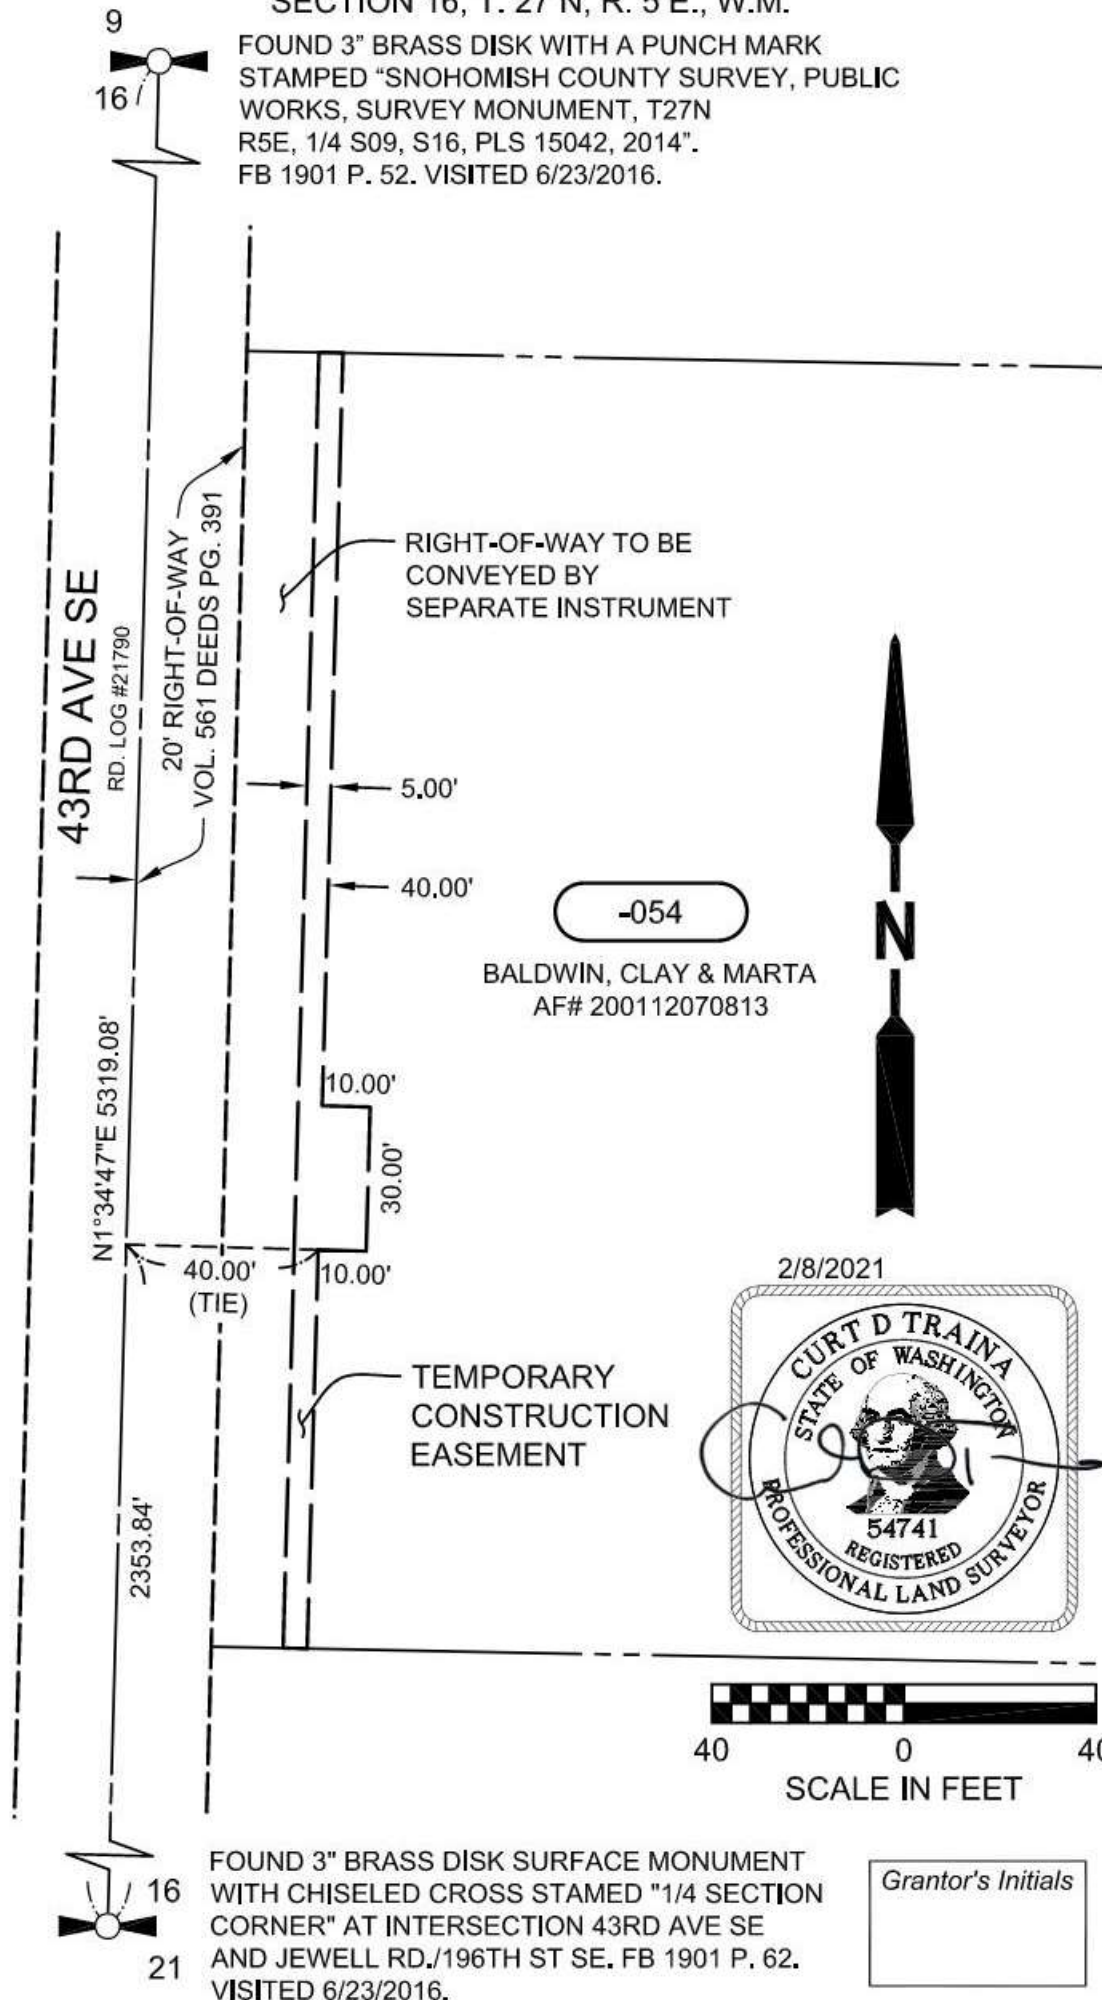 SECTION 16, T. 27 N, R. 5 E., W.M.
9
16
FOUND 3" BRASS DISK WITH A PUNCH MARK
STAMPED "SNOHOMISH COUNTY SURVEY, PUBLIC
WORKS, SURVEY MONUMENT, T27N
R5E, 1/4 S09, S16, PLS 15042, 2014".
FB 1901 P. 52. VISITED 6/23/2016.
43RD AVE SE
RD. LOG #21790
20' RIGHT-OF-WAY
VOL. 561 DEEDS PG. 391
RIGHT-OF-WAY TO BE
CONVEYED BY
SEPARATE INSTRUMENT
5.00'
40.00'
-054
BALDWIN, CLAY & MARTA
AF# 200112070813
N
N1°34'47"E 5319.08'
10.00'
30.00'
40.00'
(TIE)
10.00'
2/8/2021
CURT D TRAINA
STATE OF WASHINGTON
54741
REGISTERED
PROFESSIONAL LAND SURVEYOR
TEMPORARY
CONSTRUCTION
EASEMENT
2353.84'
40 0 40
SCALE IN FEET
16
21
FOUND 3" BRASS DISK SURFACE MONUMENT
WITH CHISELED CROSS STAMED "1/4 SECTION
CORNER" AT INTERSECTION 43RD AVE SE
AND JEWELL RD./196TH ST SE. FB 1901 P. 62.
VISITED 6/23/2016.
Grantor's Initials